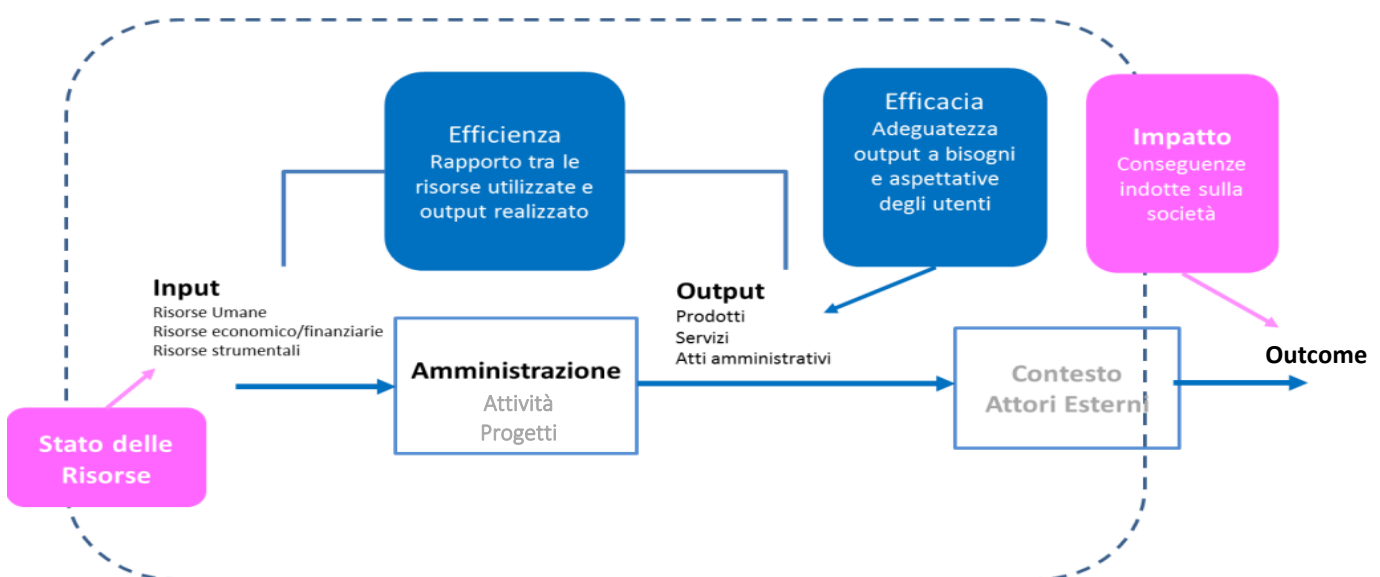 Efficienza
Rapporto tra le
risorse utilizzate e
output realizzato
Efficacia
Adeguatezza
output a bisogni
e aspettative
degli utenti
Impatto
Conseguenze
indotte sulla
società
Input
Risorse Umane
Risorse economico/finanziarie
Risorse strumentali
Output
Prodotti
Servizi
Atti amministrativi
Amministrazione
Attività
Progetti
Contesto
Attori Esterni
Outcome
Stato delle
Risorse